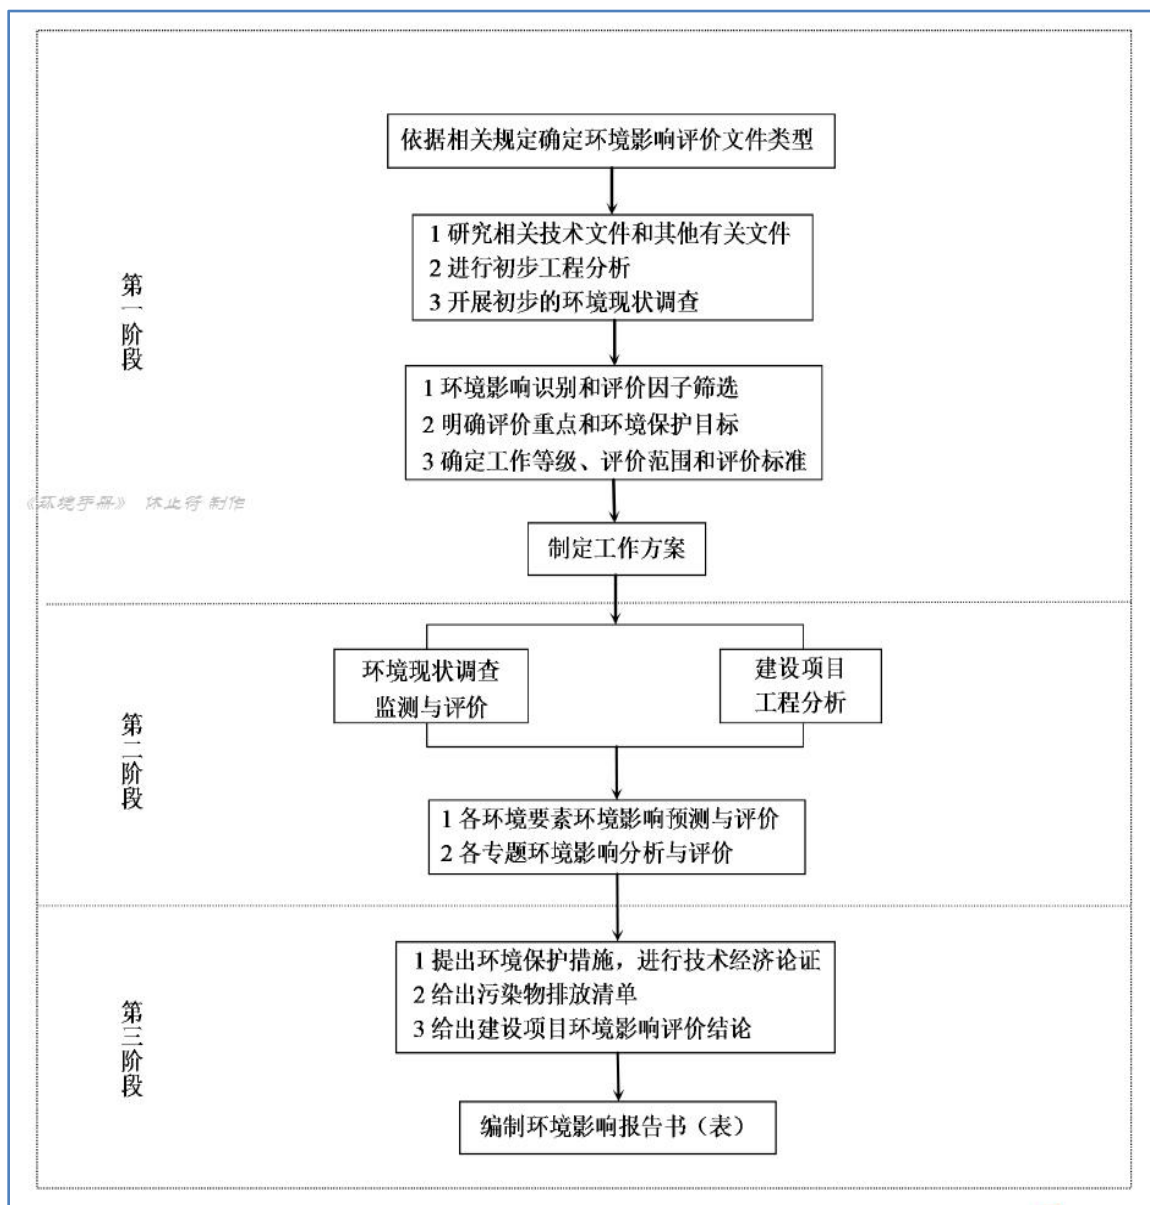 依据相关规定确定环境影响评价文件类型
1 研究相关技术文件和其他有关文件
2 进行初步工程分析
3 开展初步的环境现状调查
第一阶段
1 环境影响识别和评价因子筛选
2 明确评价重点和环境保护目标
3 确定工作等级、评价范围和评价标准
《环境手册》 休止符 制作
制定工作方案
环境现状调查
监测与评价
建设项目
工程分析
第二阶段
1 各环境要素环境影响预测与评价
2 各专题环境影响分析与评价
1 提出环境保护措施，进行技术经济论证
2 给出污染物排放清单
3 给出建设项目环境影响评价结论
第三阶段
编制环境影响报告书（表）